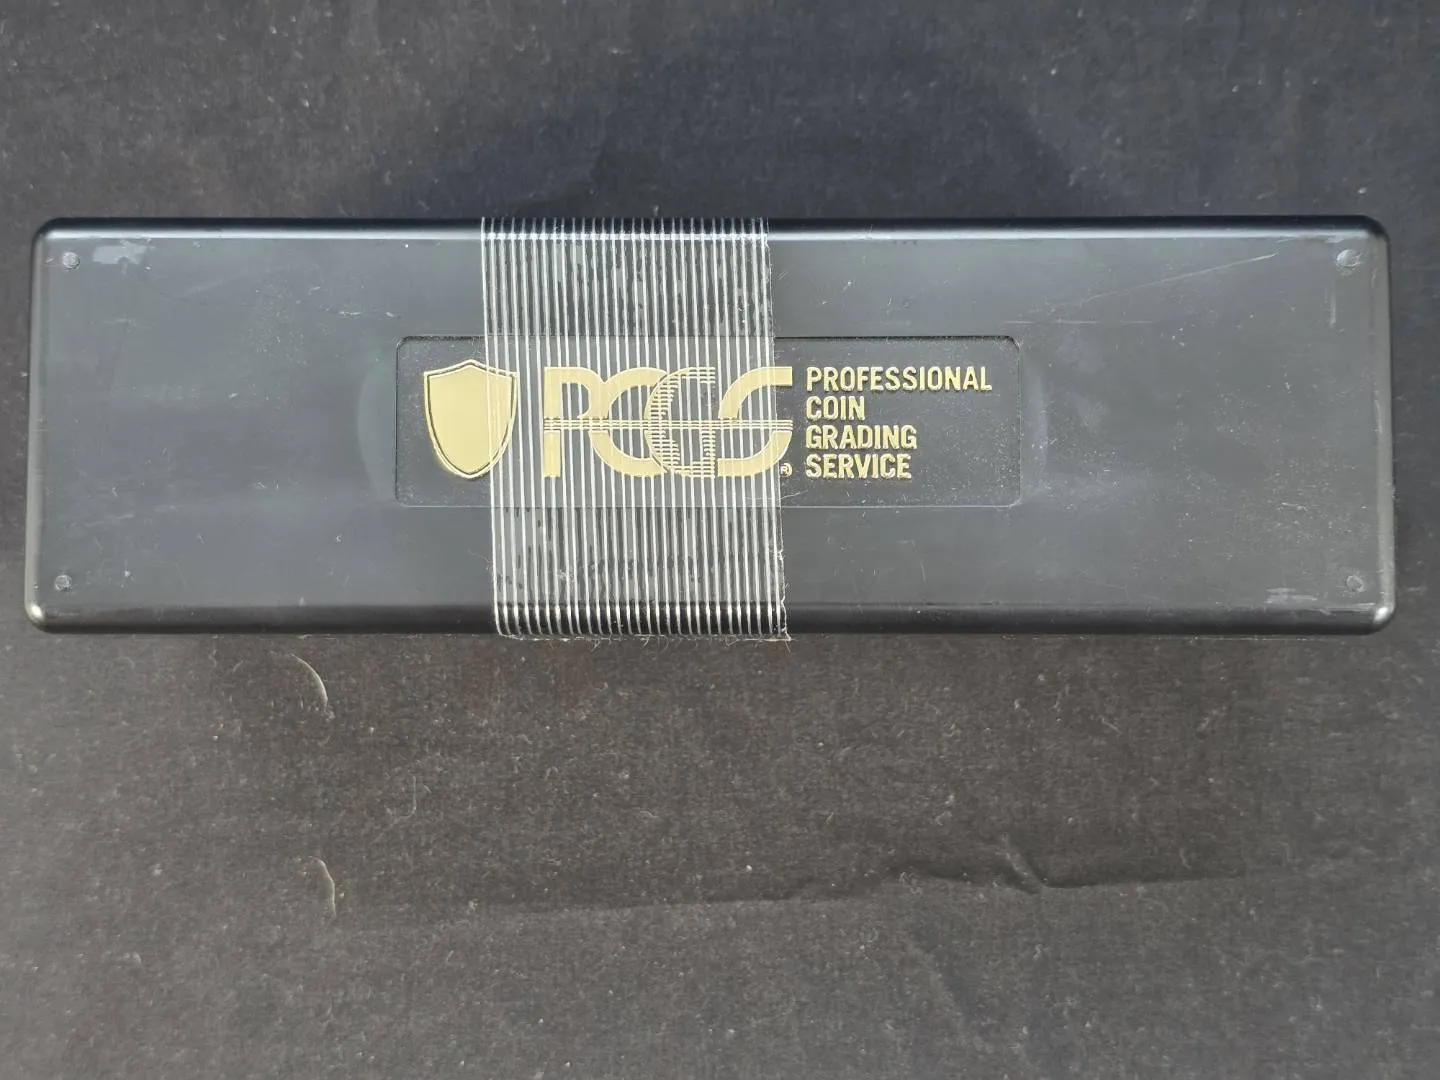 PCGS®
PROFESSIONAL
COIN
GRADING
SERVICE